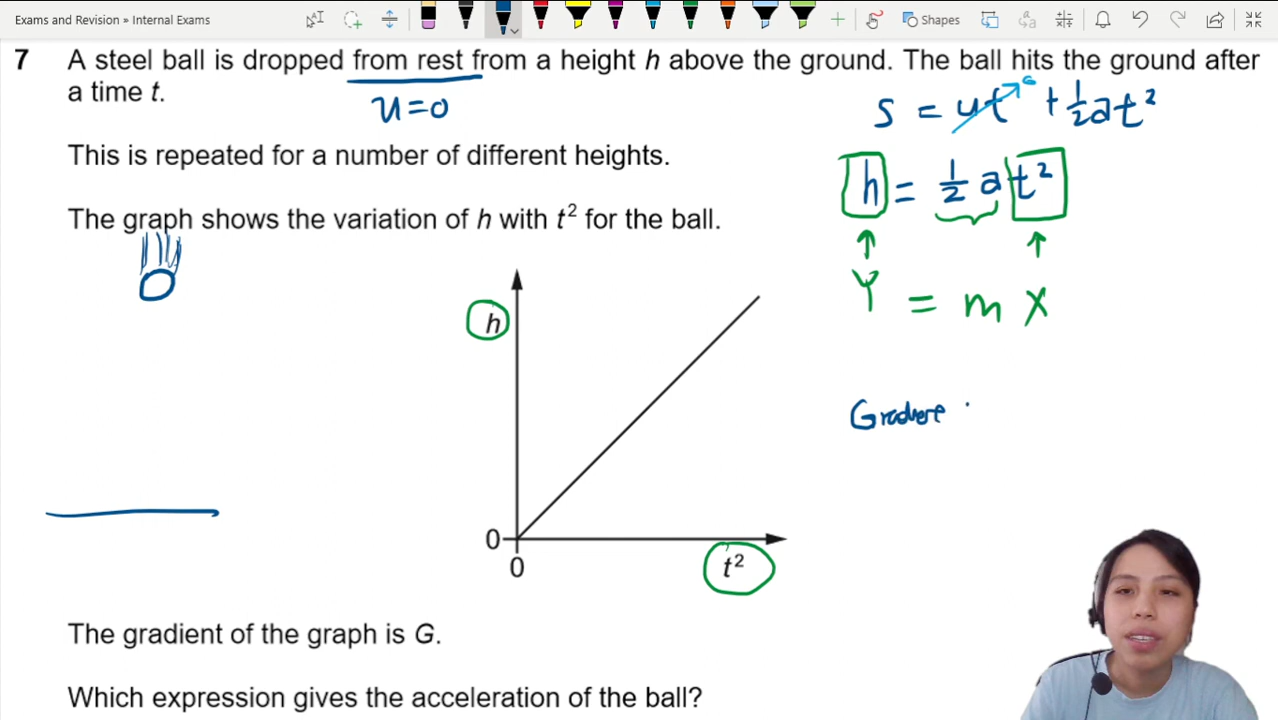 Exams and Revision » Internal Exams
Shapes
7 A steel ball is dropped from rest from a height h above the ground. The ball hits the ground after
a time t.
u=0
s = ut + ½at²
This is repeated for a number of different heights.
h = ½ a t²
The graph shows the variation of h with t² for the ball.
Y = m X
h
0
0
t²
The gradient of the graph is G.
Which expression gives the acceleration of the ball?